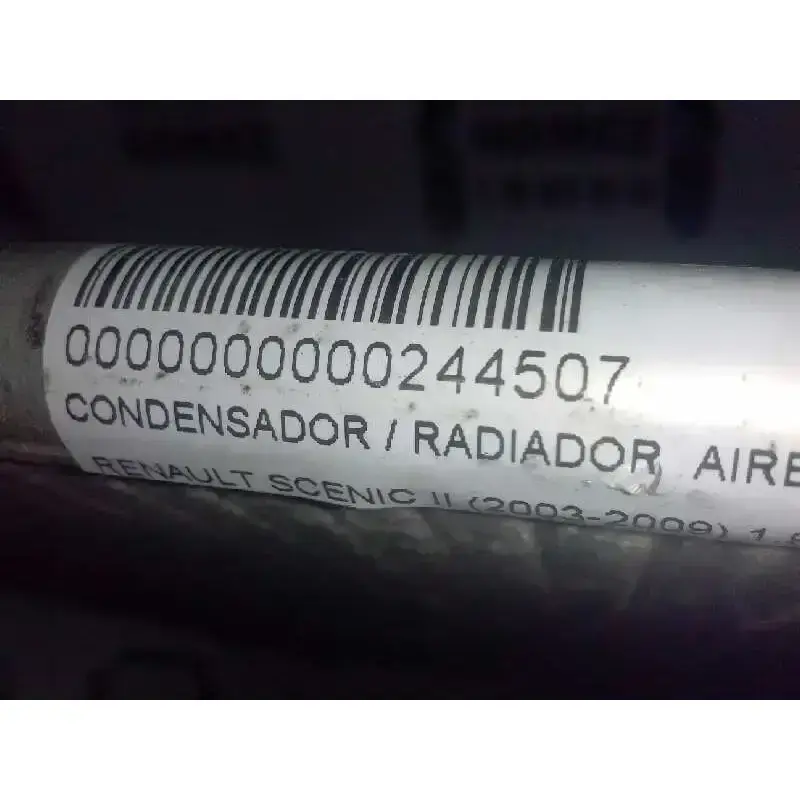 0000000000244507
CONDENSADOR / RADIADOR AIRE
RENAULT SCENIC II (2003-2009)